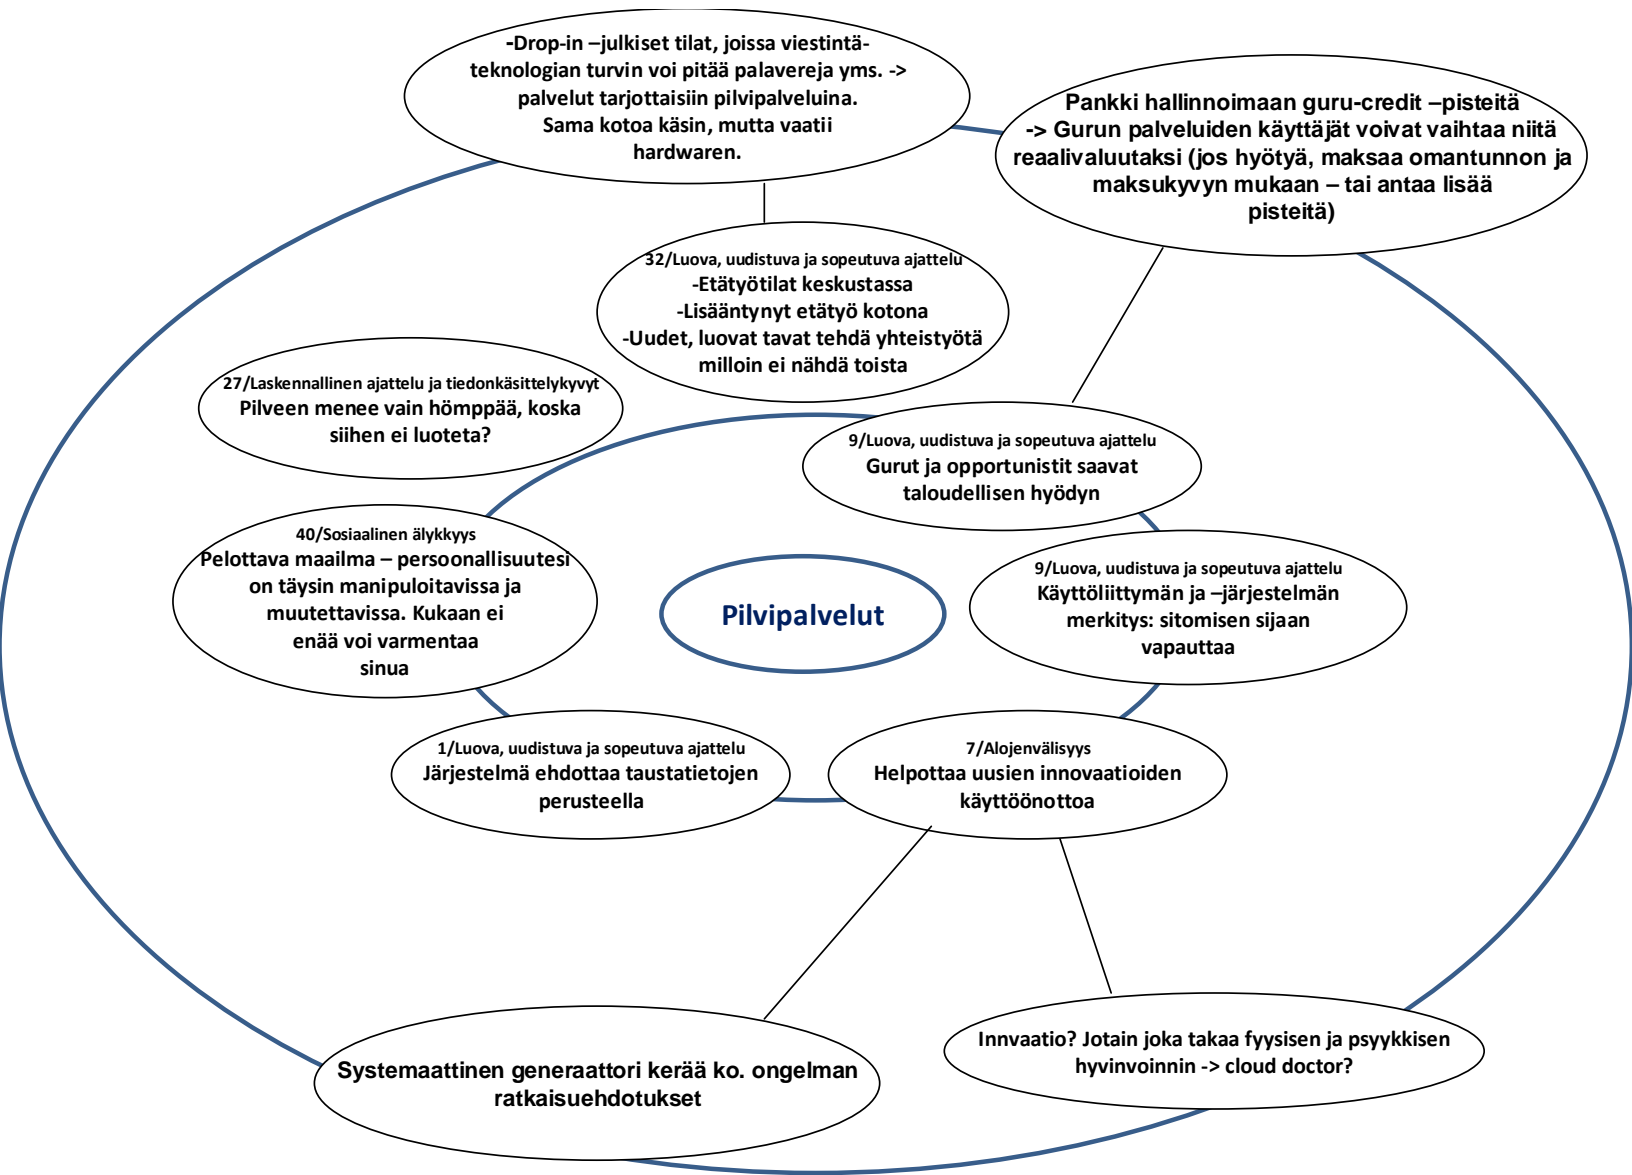 -Drop-in –julkiset tilat, joissa viestintä-
teknologian turvin voi pitää palavereja yms. ->
palvelut tarjottaisiin pilvipalveluina.
Sama kotoa käsin, mutta vaatii
hardwaren.
Pankki hallinnoimaan guru-credit –pisteitä
-> Gurun palveluiden käyttäjät voivat vaihtaa niitä
reaalivaluutaksi (jos hyötyä, maksaa omantunnon ja
maksukyvyn mukaan – tai antaa lisää
pisteitä)
32/Luova, uudistuva ja sopeutuva ajattelu
-Etätyötilat keskustassa
-Lisääntynyt etätyö kotona
-Uudet, luovat tavat tehdä yhteistyötä
milloin ei nähdä toista
27/Laskennallinen ajattelu ja tiedonkäsittelykyvyt
Pilveen menee vain hömppää, koska
siihen ei luoteta?
9/Luova, uudistuva ja sopeutuva ajattelu
Gurut ja opportunistit saavat
taloudellisen hyödyn
40/Sosiaalinen älykkyys
Pelottava maailma – persoonallisuutesi
on täysin manipuloitavissa ja
muutettavissa. Kukaan ei
enää voi varmentaa
sinua
Pilvipalvelut
9/Luova, uudistuva ja sopeutuva ajattelu
Käyttöliittymän ja –järjestelmän
merkitys: sitomisen sijaan
vapauttaa
1/Luova, uudistuva ja sopeutuva ajattelu
Järjestelmä ehdottaa taustatietojen
perusteella
7/Alojenvälisyys
Helpottaa uusien innovaatioiden
käyttöönottoa
Systemaattinen generaattori kerää ko. ongelman
ratkaisuehdotukset
Innvaatio? Jotain joka takaa fyysisen ja psyykkisen
hyvinvoinnin -> cloud doctor?